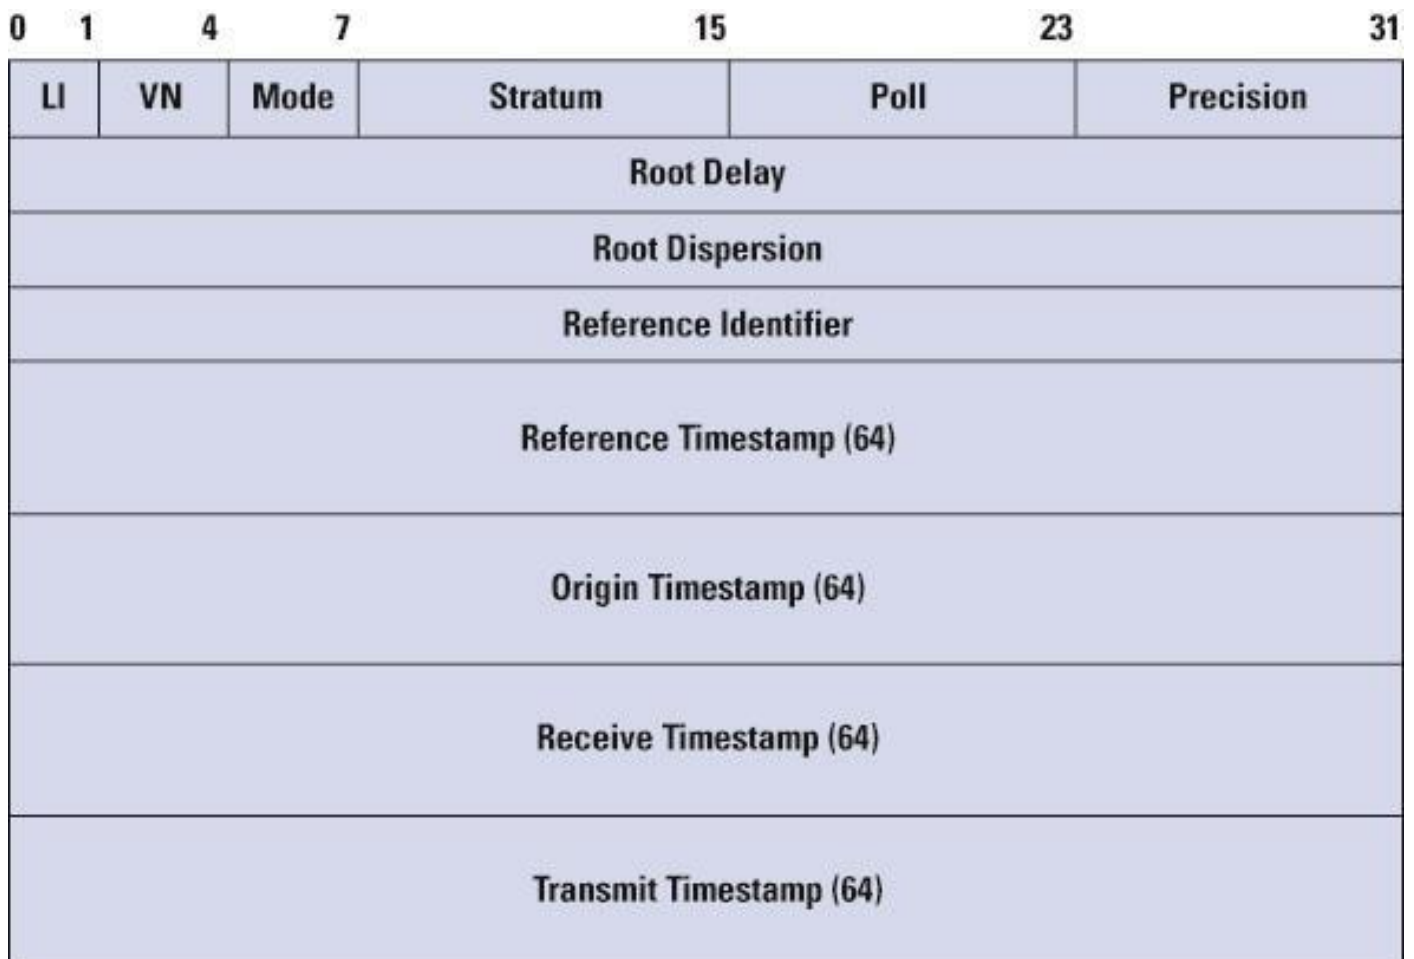 0 1 4 7 15 23 31
LI VN Mode Stratum Poll Precision
Root Delay
Root Dispersion
Reference Identifier
Reference Timestamp (64)
Origin Timestamp (64)
Receive Timestamp (64)
Transmit Timestamp (64)